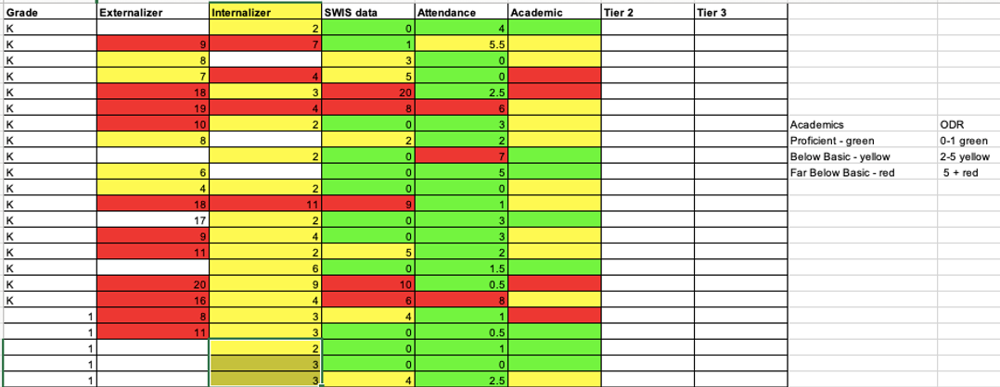 Grade Externalizer Internalizer SWIS data Attendance Academic Tier 2 Tier 3
K 2 0 4
K 9 7 1 5.5
K 8 3 0
K 7 4 5 0
K 18 3 20 2.5
K 19 4 8 6
K 10 2 0 3 Academics ODR
K 8 2 2 Proficient - green 0-1 green
K 2 0 7 Below Basic - yellow 2-5 yellow
K 6 0 5 Far Below Basic - red 5 + red
K 4 2 0 0
K 18 11 9 1
K 17 2 0 3
K 9 4 0 3
K 11 2 5 2
K 6 0 1.5
K 20 9 10 0.5
K 16 4 6 8
1 8 3 4 1
1 11 3 0 0.5
1 2 0 1
1 3 0 0
1 3 4 2.5